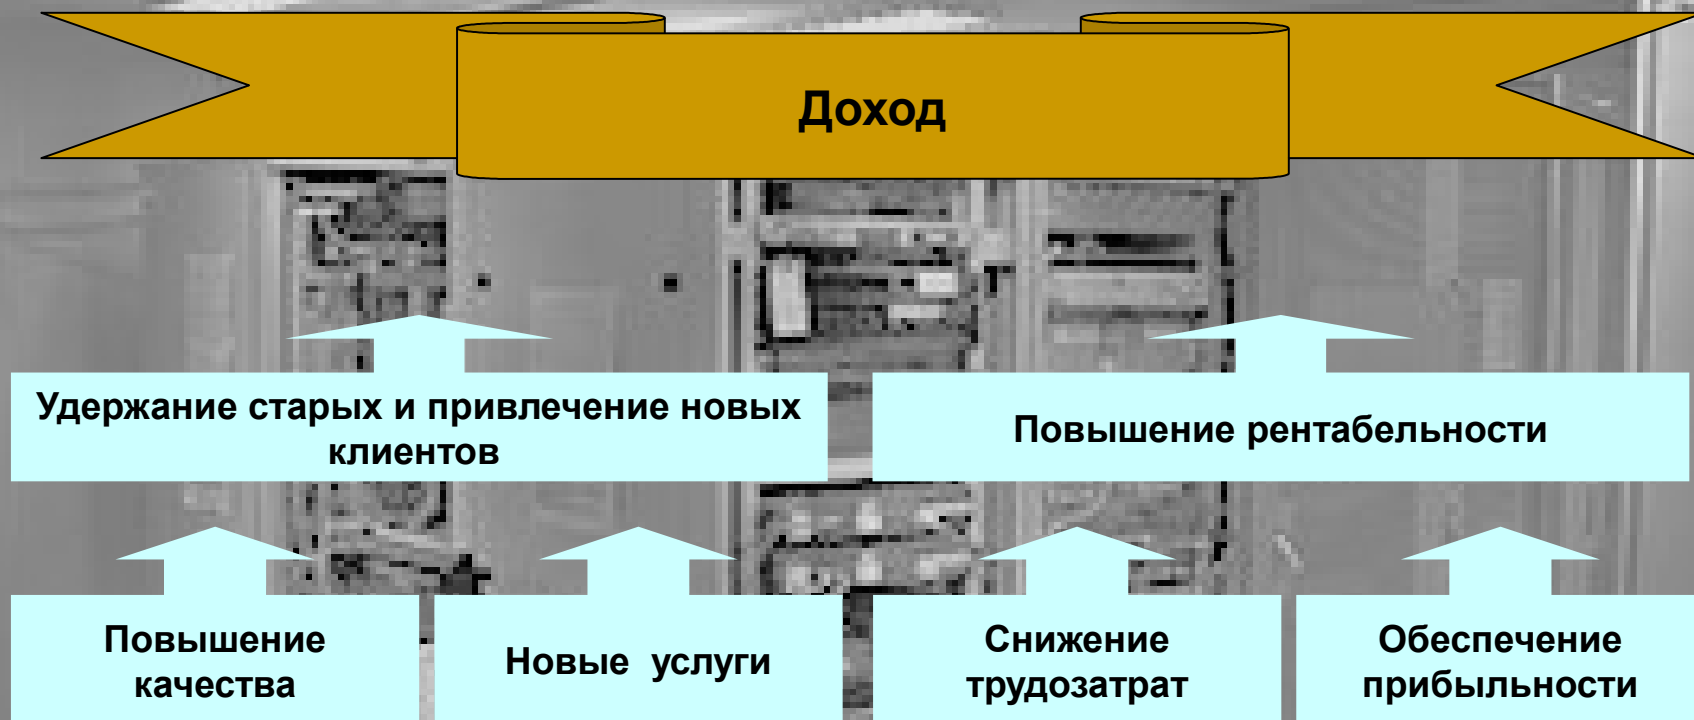 Доход
Удержание старых и привлечение новых
клиентов
Повышение рентабельности
Повышение
качества
Новые услуги
Снижение
трудозатрат
Обеспечение
прибыльности